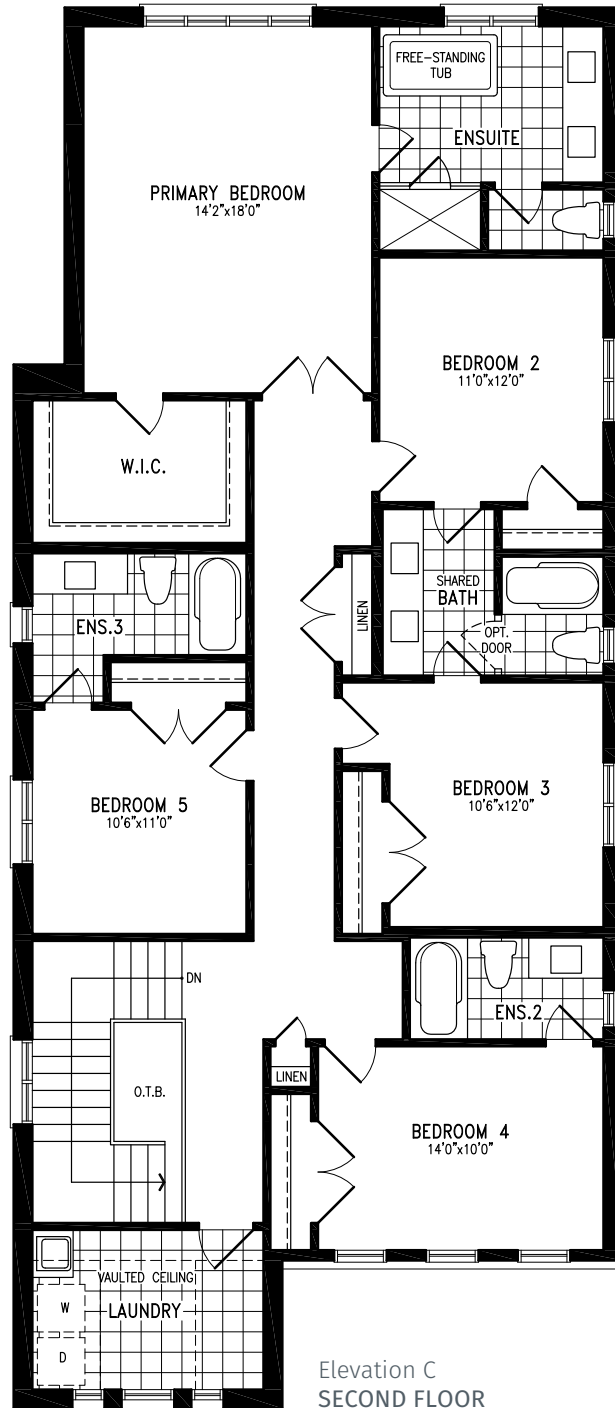 FREE-STANDING
TUB
ENSUITE
PRIMARY BEDROOM
14'2"x18'0"
BEDROOM 2
11'0"x12'0"
W.I.C.
ENS.3
LINEN
SHARED
BATH
OPT.
DOOR
BEDROOM 5
10'6"x11'0"
BEDROOM 3
10'6"x12'0"
DN
ENS.2
O.T.B.
LINEN
BEDROOM 4
14'0"x10'0"
VAULTED CEILING
W
LAUNDRY
D
Elevation C
SECOND FLOOR